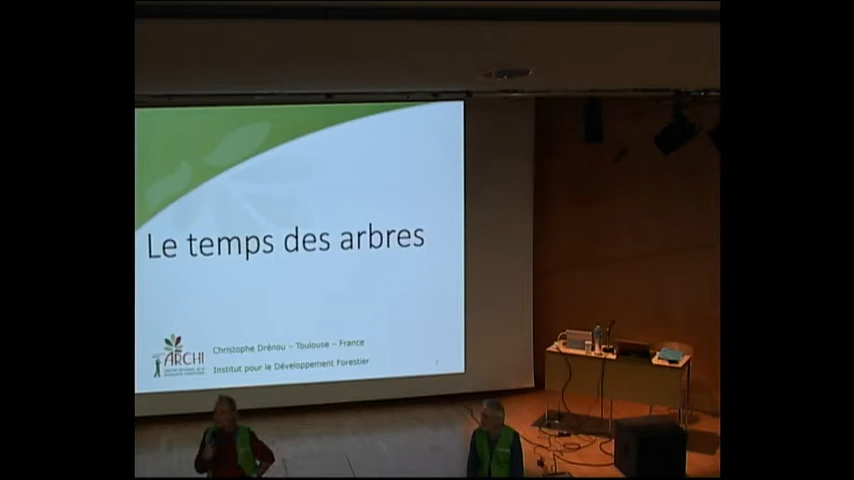 Le temps des arbres
ARCHI
Christophe Drénou – Toulouse – France
Institut pour le Développement Forestier